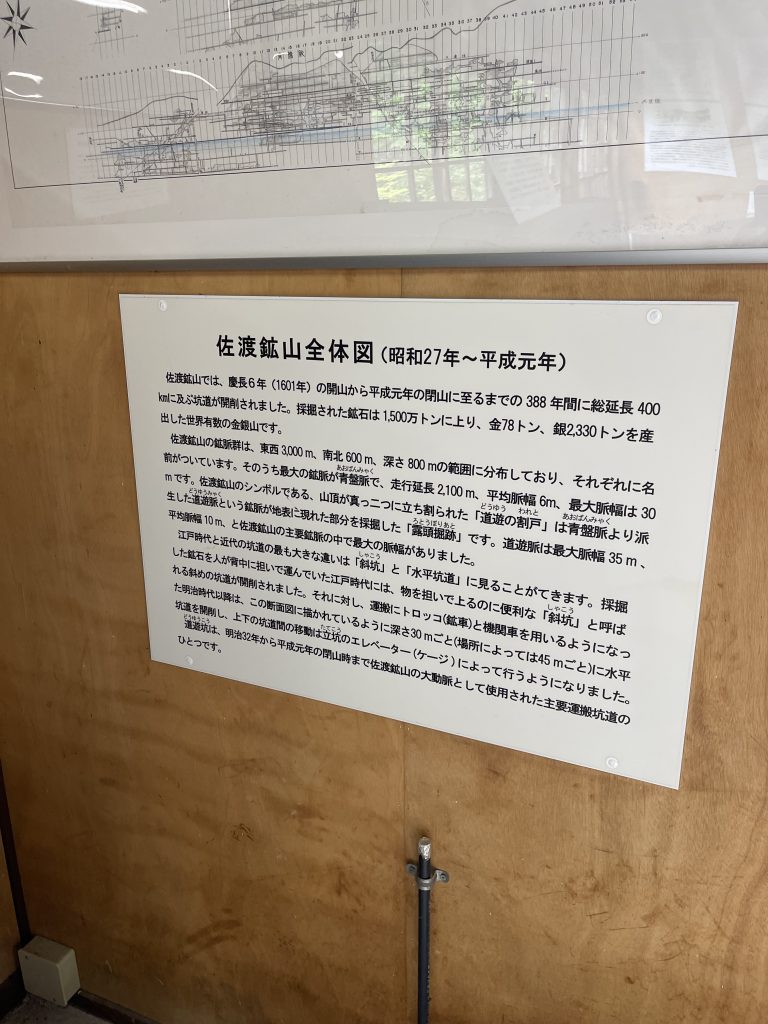 佐渡鉱山全体図(昭和27年～平成元年)
佐渡鉱山では、慶長6年(1601年)の開山から平成元年の閉山に至るまでの388年間に総延長400
kmに及ぶ坑道が開削されました。採掘された鉱石は1,500万トンに上り、金78トン、銀2,330トンを産
出した世界有数の金銀山です。
佐渡鉱山の鉱脈群は、東西3,000m、南北600m、深さ800mの範囲に分布しており、それぞれに名
前がついています。そのうち最大の鉱脈が青盤脈で、走行延長2,100m、平均脈幅6m、最大脈幅は30
mです。佐渡鉱山のシンボルである、山頂が真っ二つに立ち割られた「道遊の割戸」は青盤脈より派
生した道遊脈という鉱脈が地表に現れた部分を採掘した「露頭掘跡」です。道遊脈は最大脈幅35m、
平均脈幅10m、と佐渡鉱山の主要鉱脈の中で最大の脈幅がありました。
江戸時代と近代の坑道の最も大きな違いは「斜坑」と「水平坑道」に見ることがてきます。採掘
した鉱石を人が背中に担いで運んでいた江戸時代には、物を担いで上るのに便利な「斜坑」と呼ば
れる斜めの坑道が開削されました。それに対し、運搬にトロッコ(鉱車)と機関車を用いるようになっ
た明治時代以降は、この断面図に描かれているように深さ30mごと(場所によっては45mごと)に水平
坑道を開削し、上下の坑道間の移動は立坑のエレベーター(ケージ)によって行うようになりました。
道遊坑は、明治32年から平成元年の閉山時まで佐渡鉱山の大動脈として使用された主要運搬坑道の
ひとつです。